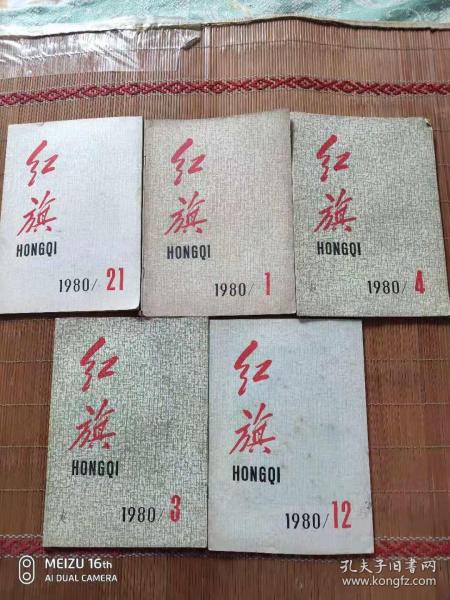 红旗
HONGQI
1980/21
红旗
HONGQI
1980/1
红旗
HONGQI
1980/4
红旗
HONGQI
1980/3
红旗
HONGQI
1980/12
MEIZU 16th
AI DUAL CAMERA
孔夫子旧书网
www.kongfz.com